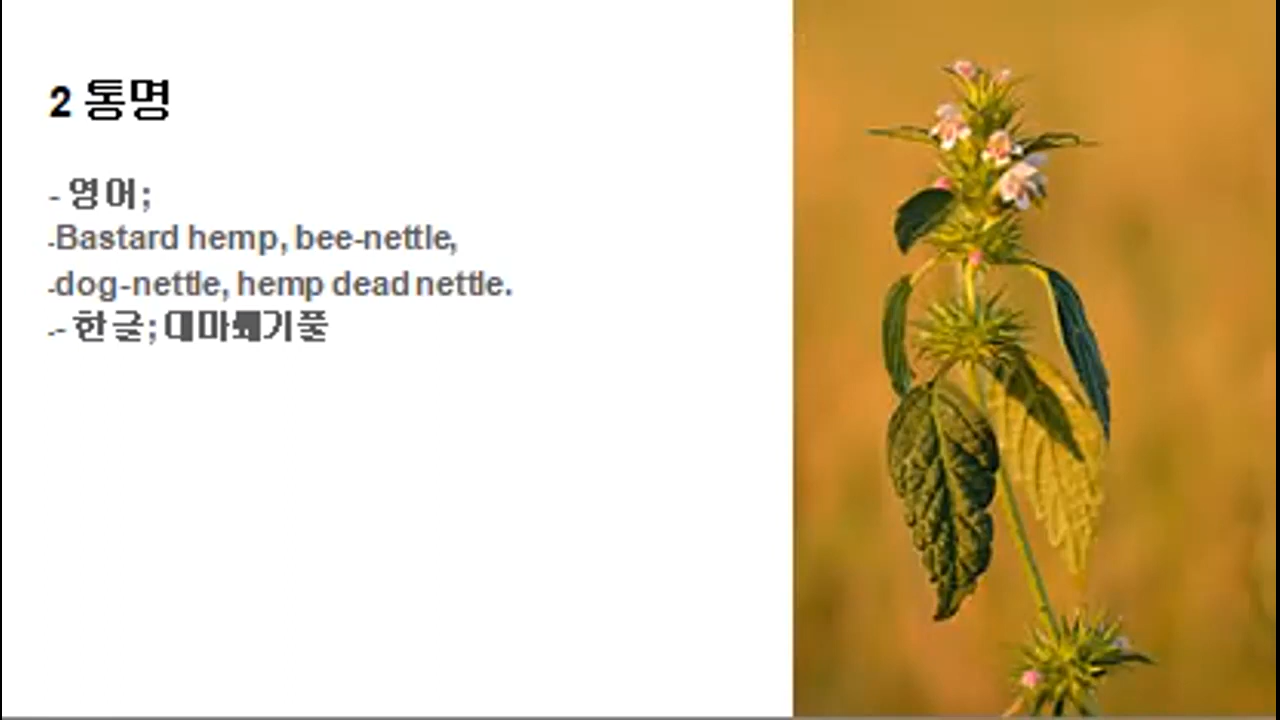 2 통명
- 영어;
-Bastard hemp, bee-nettle,
-dog-nettle, hemp dead nettle.
-- 한글; 대마쐐기풀